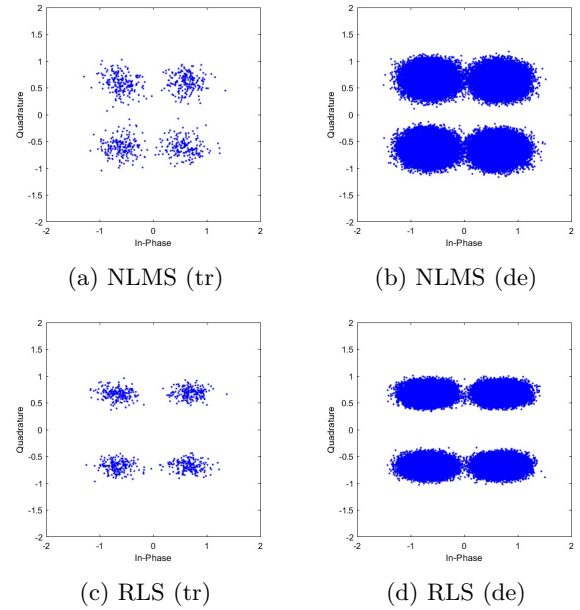 2
1.5
1
0.5
0
-0.5
-1
-1.5
-2
Quadrature
-2 -1 0 1 2
In-Phase
(a) NLMS (tr)
2
1.5
1
0.5
0
-0.5
-1
-1.5
-2
Quadrature
-2 -1 0 1 2
In-Phase
(b) NLMS (de)
2
1.5
1
0.5
0
-0.5
-1
-1.5
-2
Quadrature
-2 -1 0 1 2
In-Phase
(c) RLS (tr)
2
1.5
1
0.5
0
-0.5
-1
-1.5
-2
Quadrature
-2 -1 0 1 2
In-Phase
(d) RLS (de)